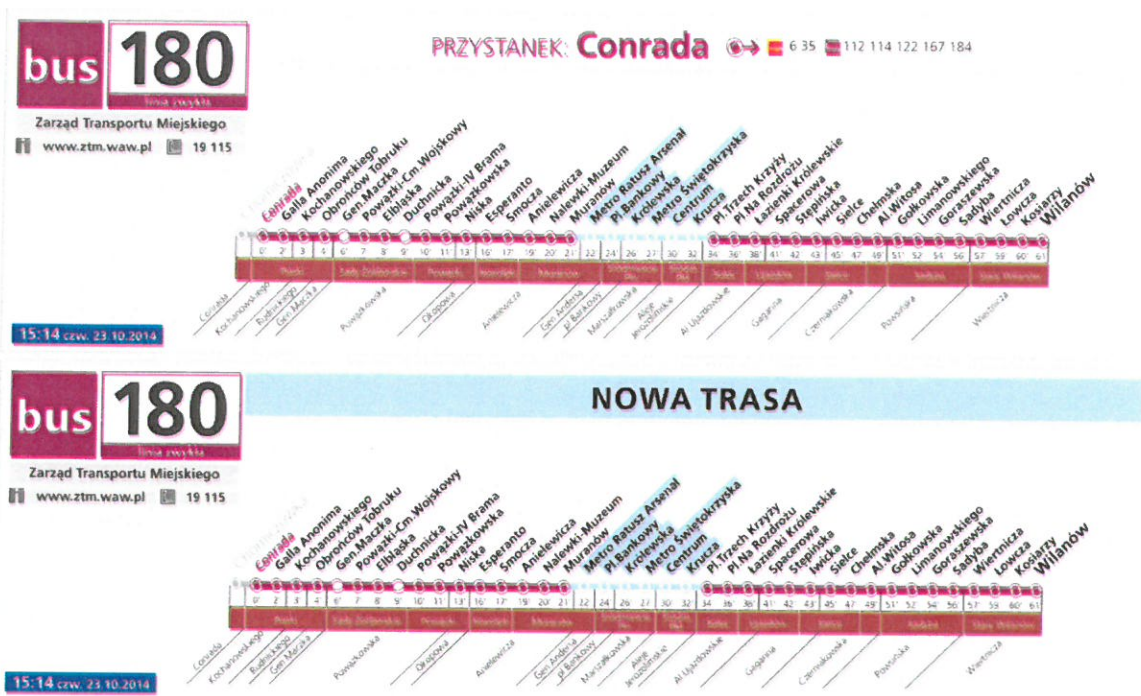 bus 180
linia zwykła
Zarząd Transportu Miejskiego
www.ztm.waw.pl 19 115
PRZYSTANEK: Conrada 6 35 112 114 122 167 184
Conrada
Galla Anonima
Kochanowskiego
Obrońców Tobruku
Gen.Maczka
Powązki-Cm.Wojskowy
Elbląska
Duchnicka
Powązki-IV Brama
Powązkowska
Niska
Esperanto
Smocza
Anielewicza
Nalewki-Muzeum
Muranów
Metro Ratusz Arsenał
Pl.Bankowy
Królewska
Metro Świętokrzyska
Centrum
Krucza
Pl.Trzech Krzyży
Pl.Na Rozdrożu
Łazienki Królewskie
Spacerowa
Stępińska
Iwicka
Sielce
Chełmska
Al.Witosa
Gołkowska
Limanowskiego
Goraszewska
Sadyba
Wiertnicza
Łowcza
Kosiarzy
Wilanów
0' 2' 3 4 6' 7' 8' 9' 10' 11' 13' 16' 17' 19' 20' 21' 22 24 26 27 30' 32' 34 36' 38' 41' 42 43 45' 47 49' 51' 52 54' 56 57' 59 60' 61
Conrada
Kochanowskiego
Rudnickiego
Gen.Maczka
Powązkowska
Okopowa
Anielewicza
Gen.Andersa
pl.Bankowy
Marszałkowska
Aleje Jerozolimskie
Al.Ujazdowskie
Gagarina
Czerniakowska
Powsińska
Wiertnicza
15:14 czw. 23.10.2014
bus 180
linia zwykła
NOWA TRASA
Zarząd Transportu Miejskiego
www.ztm.waw.pl 19 115
Conrada
Galla Anonima
Kochanowskiego
Obrońców Tobruku
Gen.Maczka
Powązki-Cm.Wojskowy
Elbląska
Duchnicka
Powązki-IV Brama
Powązkowska
Niska
Esperanto
Smocza
Anielewicza
Nalewki-Muzeum
Muranów
Metro Ratusz Arsenał
Pl.Bankowy
Królewska
Metro Świętokrzyska
Centrum
Krucza
Pl.Trzech Krzyży
Pl.Na Rozdrożu
Łazienki Królewskie
Spacerowa
Stępińska
Iwicka
Sielce
Chełmska
Al.Witosa
Gołkowska
Limanowskiego
Goraszewska
Sadyba
Wiertnicza
Łowcza
Kosiarzy
Wilanów
0' 2' 3 4 6' 7' 8' 9' 10' 11' 13' 16' 17' 19' 20' 21' 22 24 26 27 30' 32' 34 36' 38' 41' 42 43' 45' 47 49' 51' 52 54' 56 57' 59 60' 61
Conrada
Kochanowskiego
Rudnickiego
Gen.Maczka
Powązkowska
Okopowa
Anielewicza
Gen.Andersa
pl.Bankowy
Marszałkowska
Aleje Jerozolimskie
Al.Ujazdowskie
Gagarina
Czerniakowska
Powsińska
Wiertnicza
15:14 czw. 23.10.2014